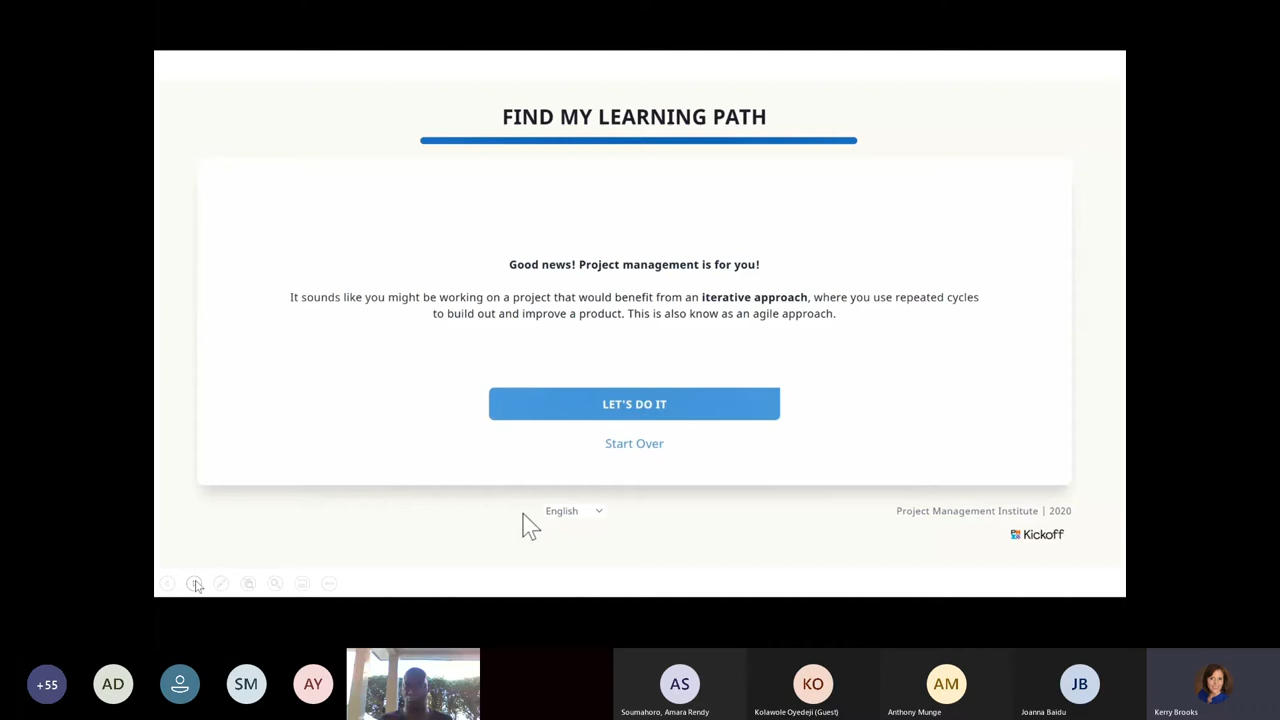 FIND MY LEARNING PATH
Good news! Project management is for you!
It sounds like you might be working on a project that would benefit from an iterative approach, where you use repeated cycles
to build out and improve a product. This is also know as an agile approach.
LET'S DO IT
Start Over
English
Project Management Institute | 2020
Kickoff
+55
AD
SM
AY
AS
KO
AM
JB
Soumahoro, Amara Rendy
Kolawole Oyedeji (Guest)
Anthony Munge
Joanna Baidu
Kerry Brooks